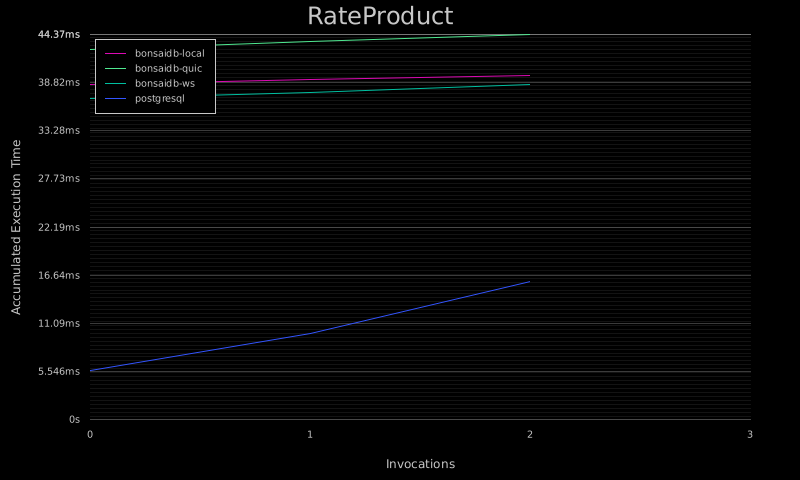 RateProduct
44.37ms
38.82ms
33.28ms
27.73ms
22.19ms
16.64ms
11.09ms
5.546ms
0s
Accumulated Execution Time
bonsaidb-local
bonsaidb-quic
bonsaidb-ws
postgresql
0 1 2 3
Invocations